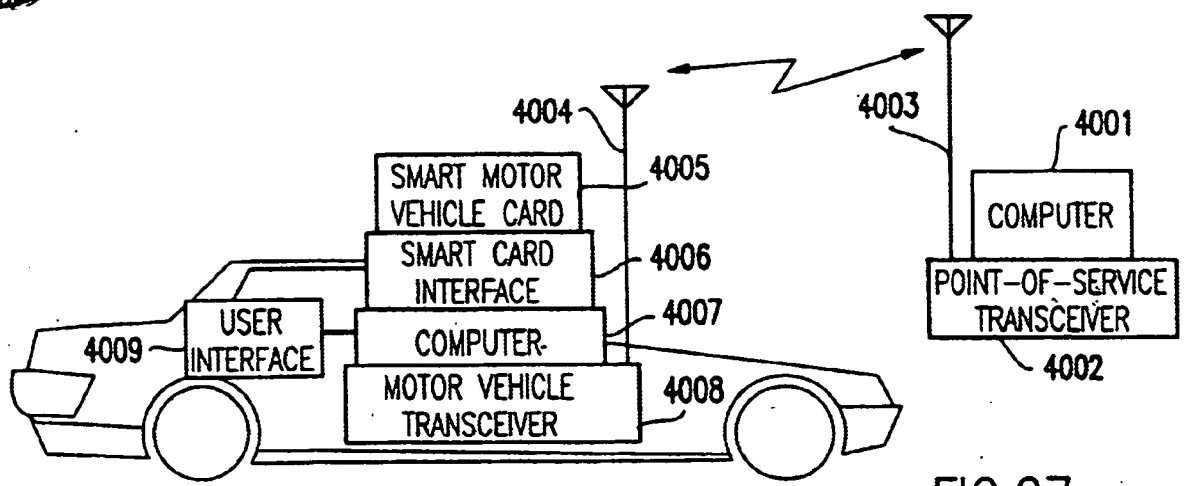 4004
4003
4001
4005
SMART MOTOR
VEHICLE CARD
COMPUTER
SMART CARD
INTERFACE
4006
POINT-OF-SERVICE
TRANSCEIVER
USER
INTERFACE
4009
COMPUTER
4007
4002
MOTOR VEHICLE
TRANSCEIVER
4008